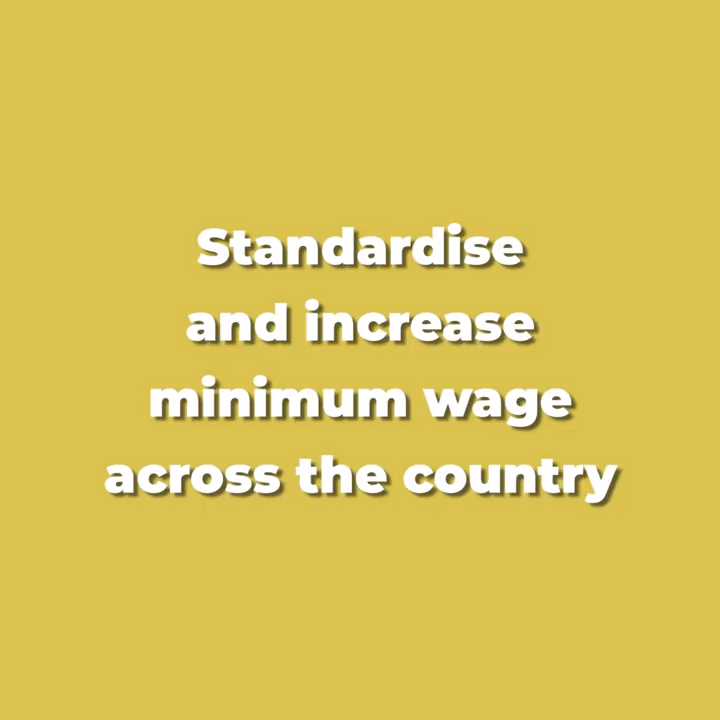 Standardise
and increase
minimum wage
across the country